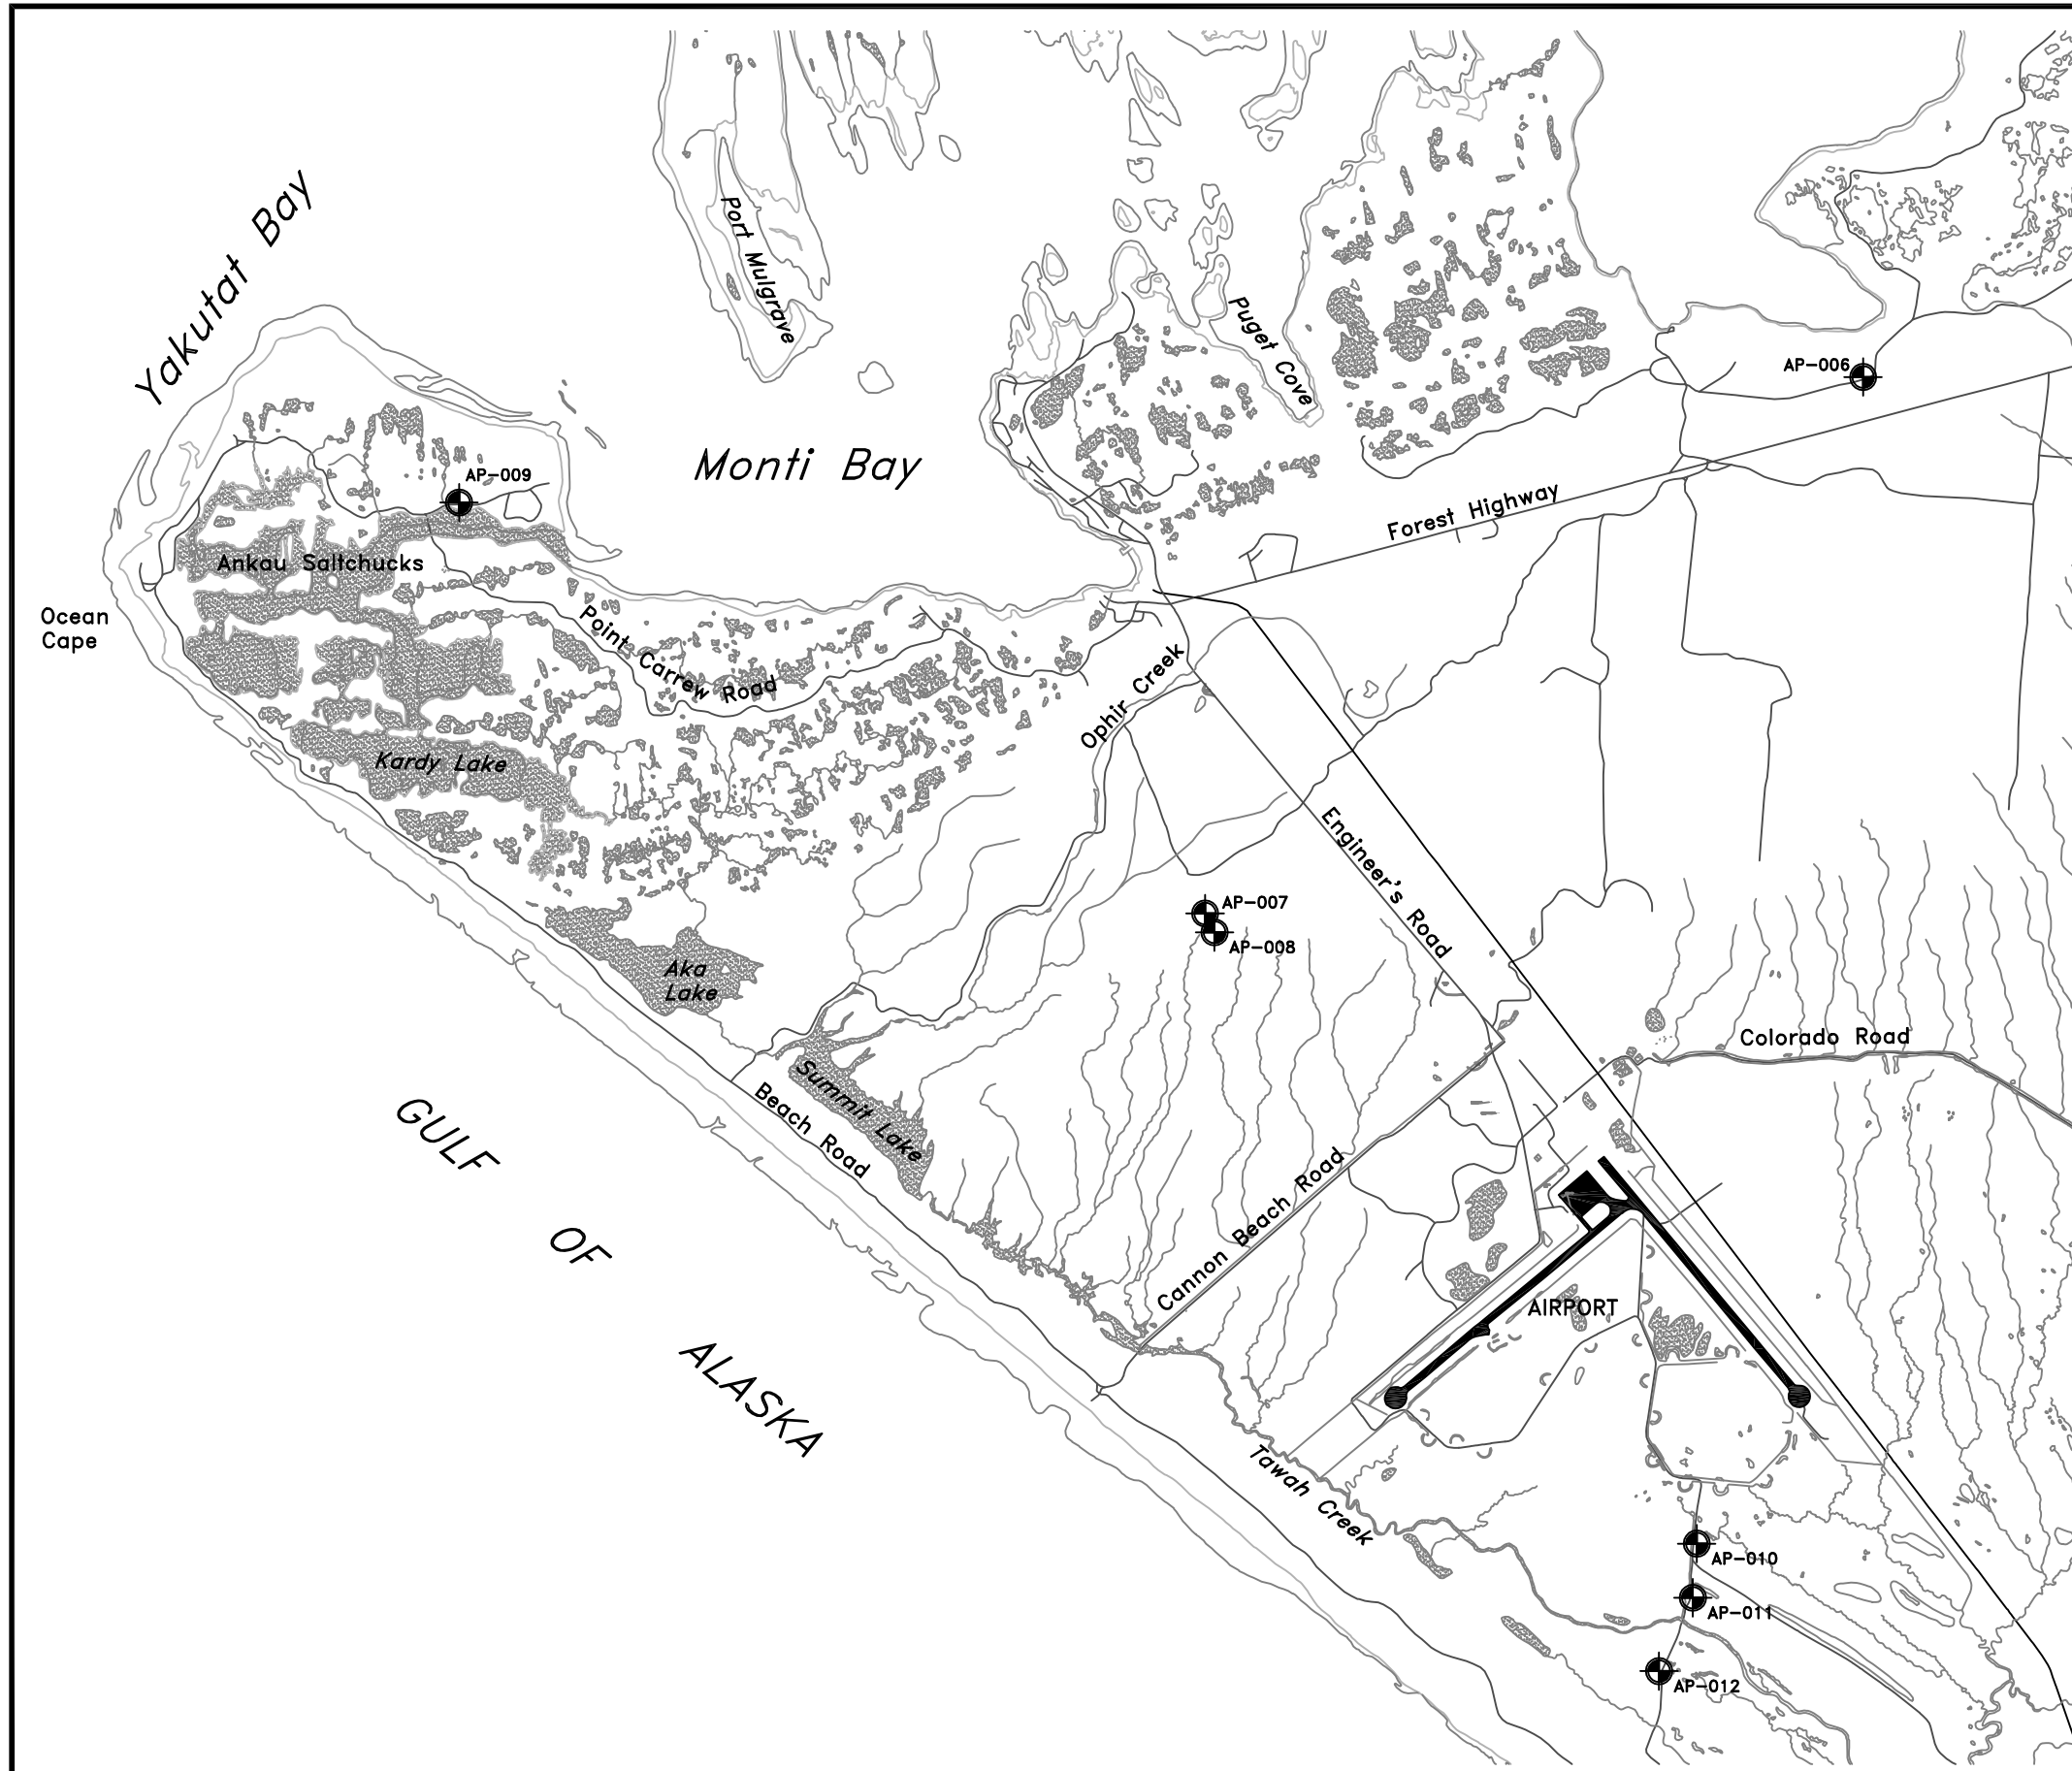 Yakutat Bay
Port Mulgrave
Puget Cove
AP-006
Monti Bay
AP-009
Forest Highway
Ankau Saltchucks
Ocean
Cape
Point Carrew Road
Ophir Creek
Kardy Lake
Engineer's Road
AP-007
AP-008
Aka
Lake
Colorado Road
Summit Lake
Beach Road
GULF
OF
ALASKA
Cannon Beach Road
AIRPORT
Tawah Creek
AP-010
AP-011
AP-012